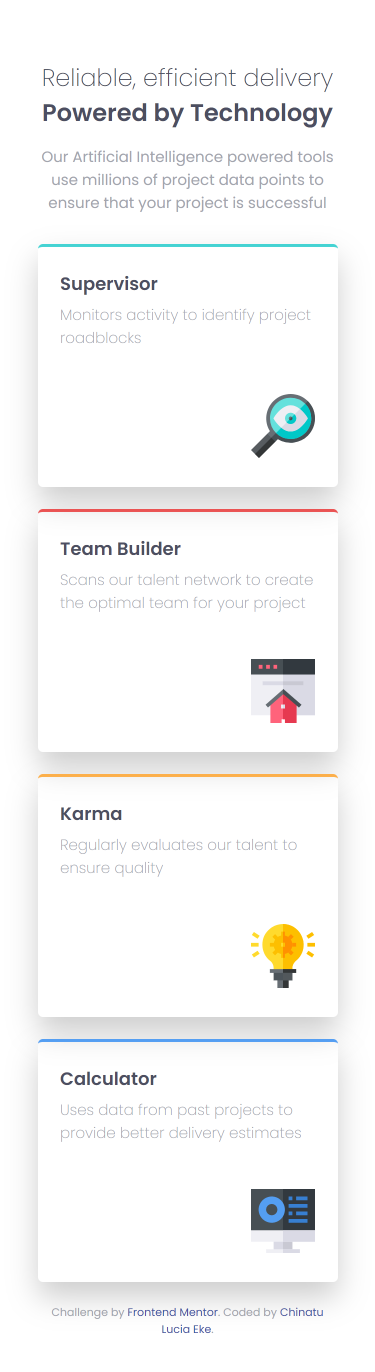 Reliable, efficient delivery
Powered by Technology
Our Artificial Intelligence powered tools
use millions of project data points to
ensure that your project is successful
Supervisor
Monitors activity to identify project
roadblocks
Team Builder
Scans our talent network to create
the optimal team for your project
Karma
Regularly evaluates our talent to
ensure quality
Calculator
Uses data from past projects to
provide better delivery estimates
Challenge by Frontend Mentor. Coded by Chinatu
Lucia Eke.